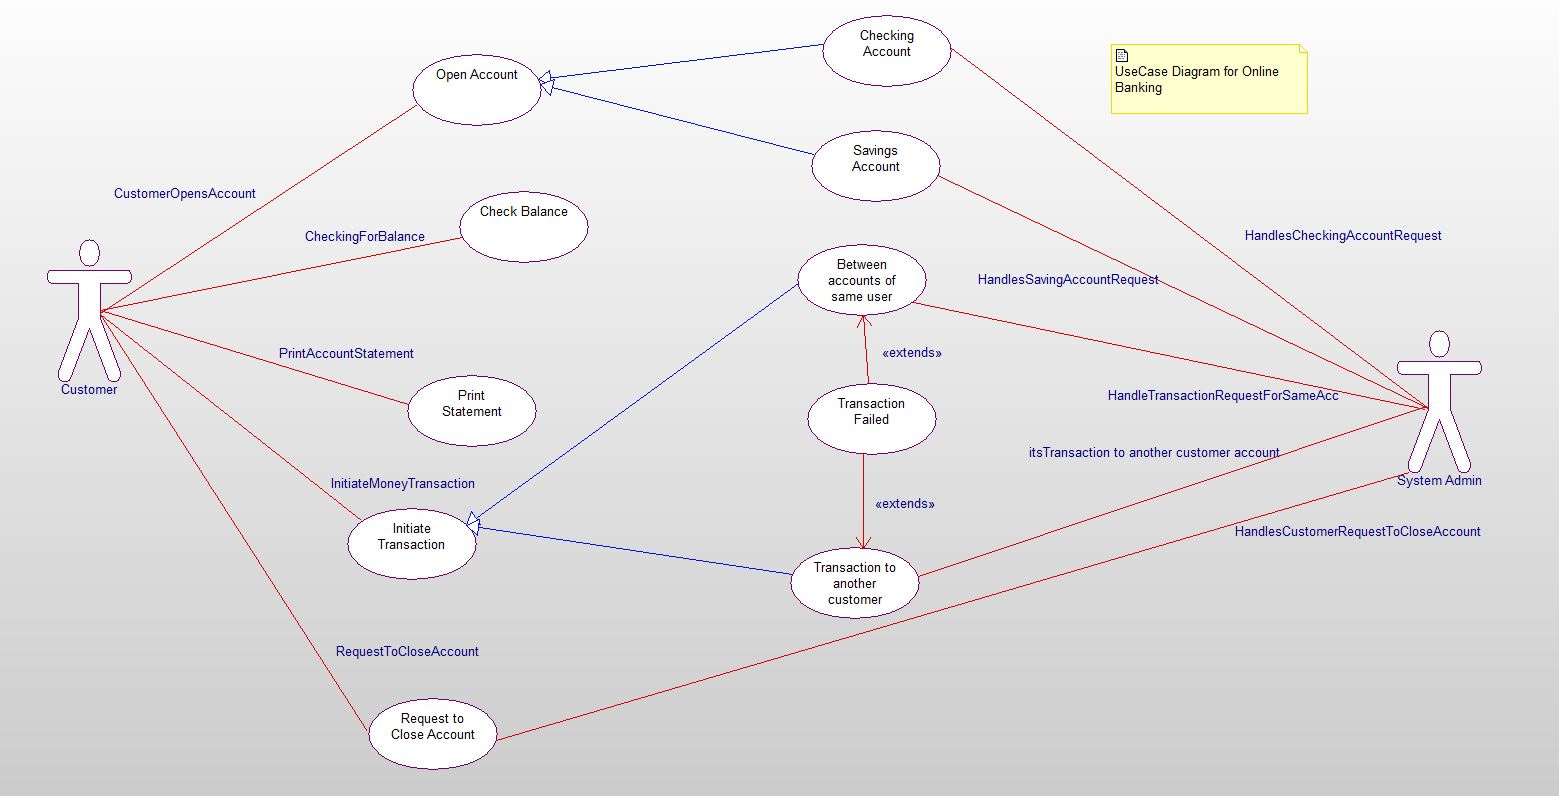 Checking
Account
Open Account
UseCase Diagram for Online
Banking
Savings
Account
CustomerOpensAccount
Check Balance
CheckingForBalance
HandlesCheckingAccountRequest
Between
accounts of
same user
HandlesSavingAccountRequest
PrintAccountStatement
«extends»
Customer
Print
Statement
Transaction
Failed
HandleTransactionRequestForSameAcc
itsTransaction to another customer account
System Admin
InitiateMoneyTransaction
«extends»
Initiate
Transaction
HandlesCustomerRequestToCloseAccount
Transaction to
another
customer
RequestToCloseAccount
Request to
Close Account